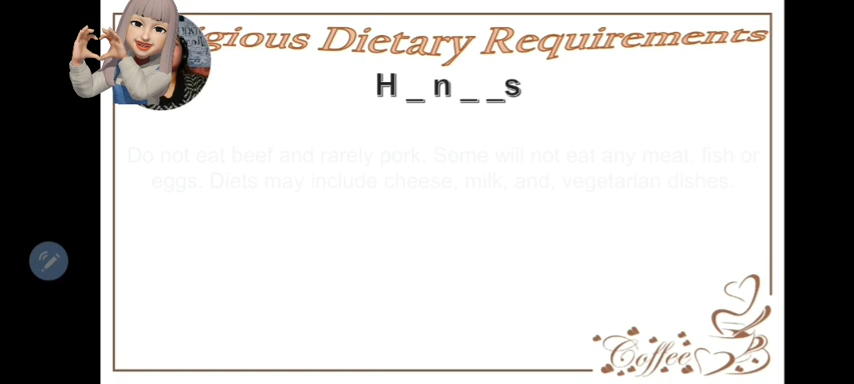 igious Dietary Requirements
H _ n _ _s
Do not eat beef and rarely pork. Some will not eat any meat, fish or
eggs. Diets may include cheese, milk, and, vegetarian dishes.
Coffee